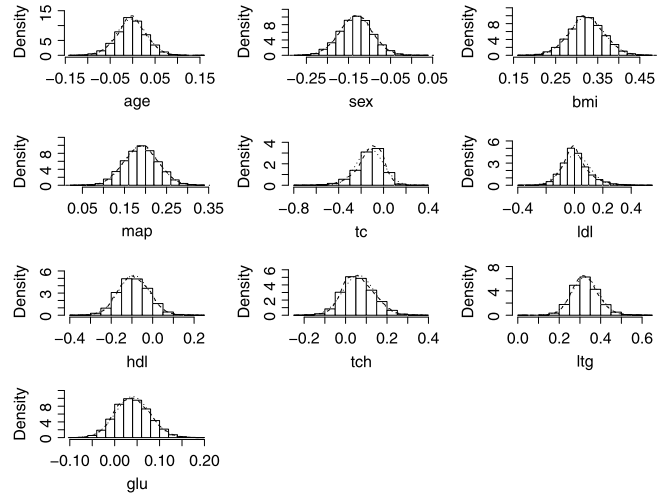 Density
15
5
0
−0.15 −0.05 0.05 0.15
age
Density
8
4
0
−0.25 −0.15 −0.05 0.05
sex
Density
8
4
0
0.15 0.25 0.35 0.45
bmi
Density
8
4
0
0.05 0.15 0.25 0.35
map
Density
4
2
0
−0.8 −0.4 0.0 0.4
tc
Density
6
3
0
−0.4 0.0 0.2 0.4
ldl
Density
6
3
0
−0.4 −0.2 0.0 0.2
hdl
Density
6
4
2
0
−0.2 0.0 0.2 0.4
tch
Density
8
4
0
0.0 0.2 0.4 0.6
ltg
Density
8
4
0
−0.10 0.00 0.10 0.20
glu